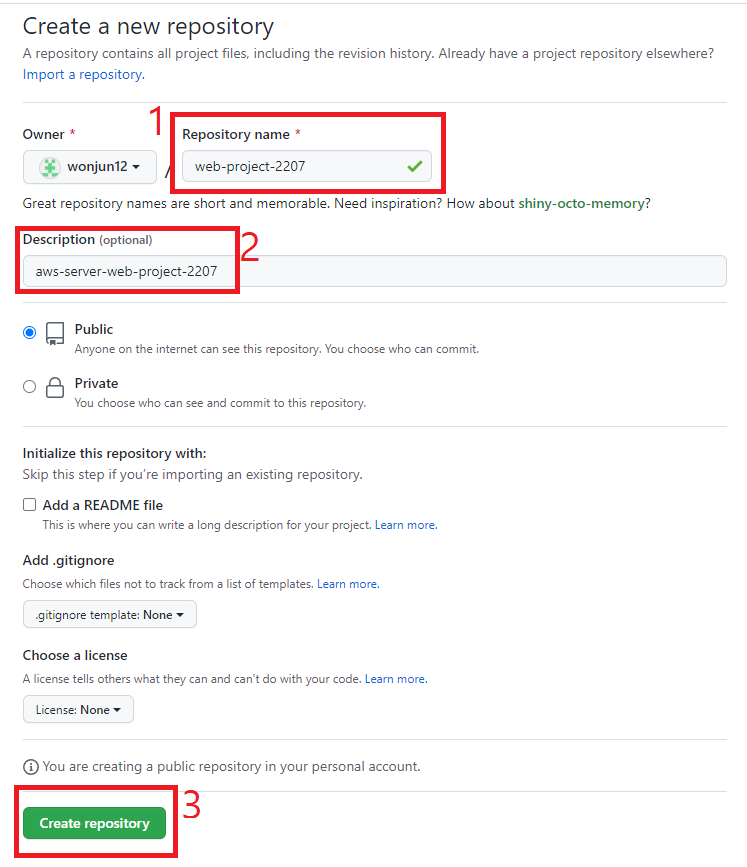 Create a new repository
A repository contains all project files, including the revision history. Already have a project repository elsewhere?
Import a repository.
1
Owner *
Repository name *
wonjun12
/
web-project-2207
Great repository names are short and memorable. Need inspiration? How about shiny-octo-memory?
Description (optional)
2
aws-server-web-project-2207
Public
Anyone on the internet can see this repository. You choose who can commit.
Private
You choose who can see and commit to this repository.
Initialize this repository with:
Skip this step if you're importing an existing repository.
Add a README file
This is where you can write a long description for your project. Learn more.
Add .gitignore
Choose which files not to track from a list of templates. Learn more.
.gitignore template: None
Choose a license
A license tells others what they can and can't do with your code. Learn more.
License: None
You are creating a public repository in your personal account.
3
Create repository